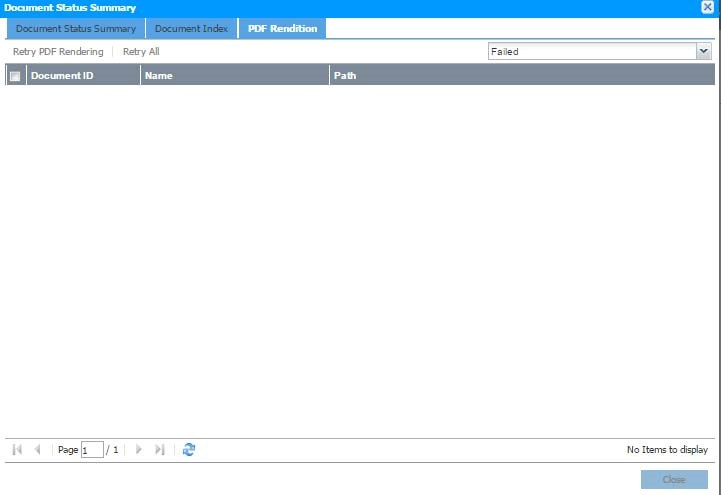 Document Status Summary
Document Status Summary Document Index PDF Rendition
Retry PDF Rendering Retry All Failed
Document ID Name Path
Page 1 / 1 No Items to display
Close